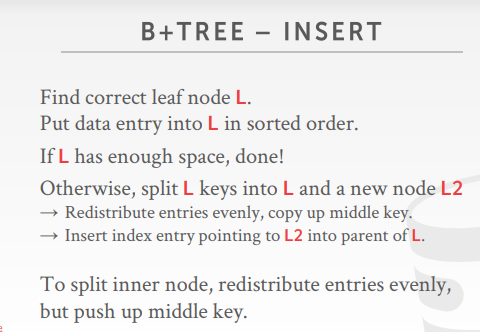 B+TREE – INSERT
Find correct leaf node L.
Put data entry into L in sorted order.
If L has enough space, done!
Otherwise, split L keys into L and a new node L2
→ Redistribute entries evenly, copy up middle key.
→ Insert index entry pointing to L2 into parent of L.
To split inner node, redistribute entries evenly,
but push up middle key.
e